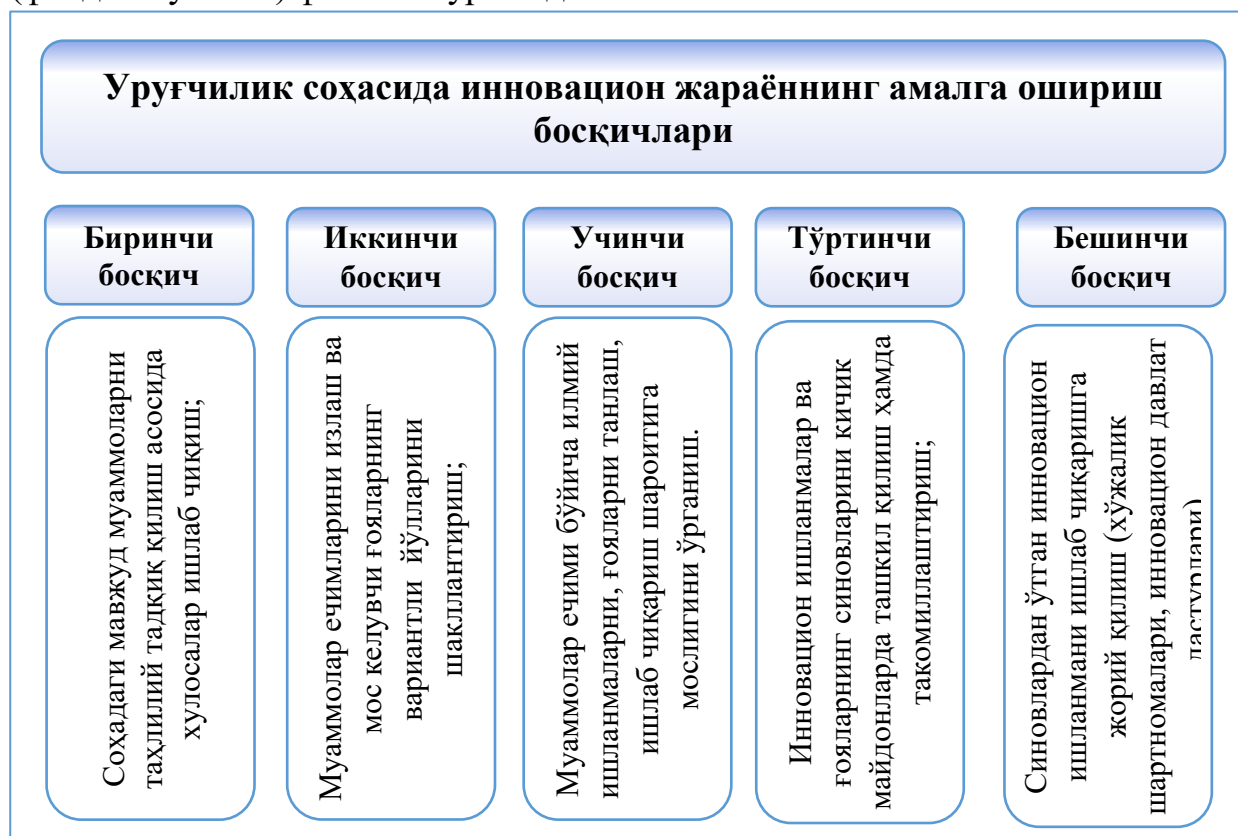 Уруғчилик соҳасида инновацион жараённинг амалга ошириш
босқичлари
Биринчи
босқич
Иккинчи
босқич
Учинчи
босқич
Тўртинчи
босқич
Бешинчи
босқич
Соҳадаги мавжуд муаммоларни
таҳлилий тадқиқ қилиш асосида
хулосалар ишлаб чиқиш;
Муаммолар ечимларини излаш ва
мос келувчи ғояларнинг
вариантли йўлларини
шакллантириш;
Муаммолар ечими бўйича илмий
ишланмаларни, ғояларни танлаш,
ишлаб чиқариш шароитига
мослигини ўрганиш.
Инновацион ишланмалар ва
ғояларнинг синовларини кичик
майдонларда ташкил қилиш ҳамда
такомиллаштириш;
Синовлардан ўтган инновацион
ишланмани ишлаб чиқаришга
жорий қилиш (хўжалик
шартномалари, инновацион давлат
дастурлари)